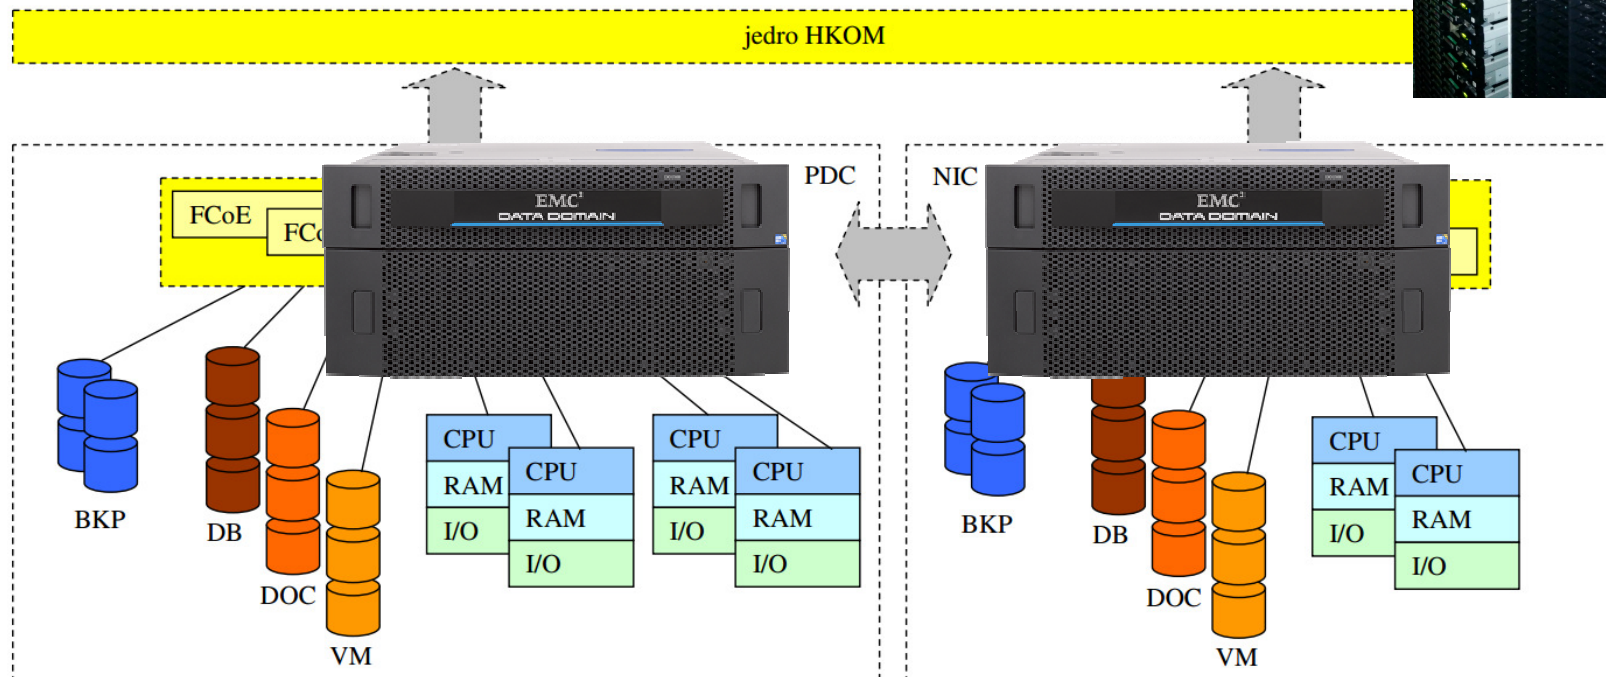 jedro HKOM
PDC
NIC
FCoE
EMC²
DATA DOMAIN
EMC²
DATA DOMAIN
BKP
DB
DOC
VM
CPU
RAM
I/O
CPU
RAM
I/O
CPU
RAM
I/O
CPU
RAM
I/O
BKP
DB
DOC
VM
CPU
RAM
I/O
CPU
RAM
I/O